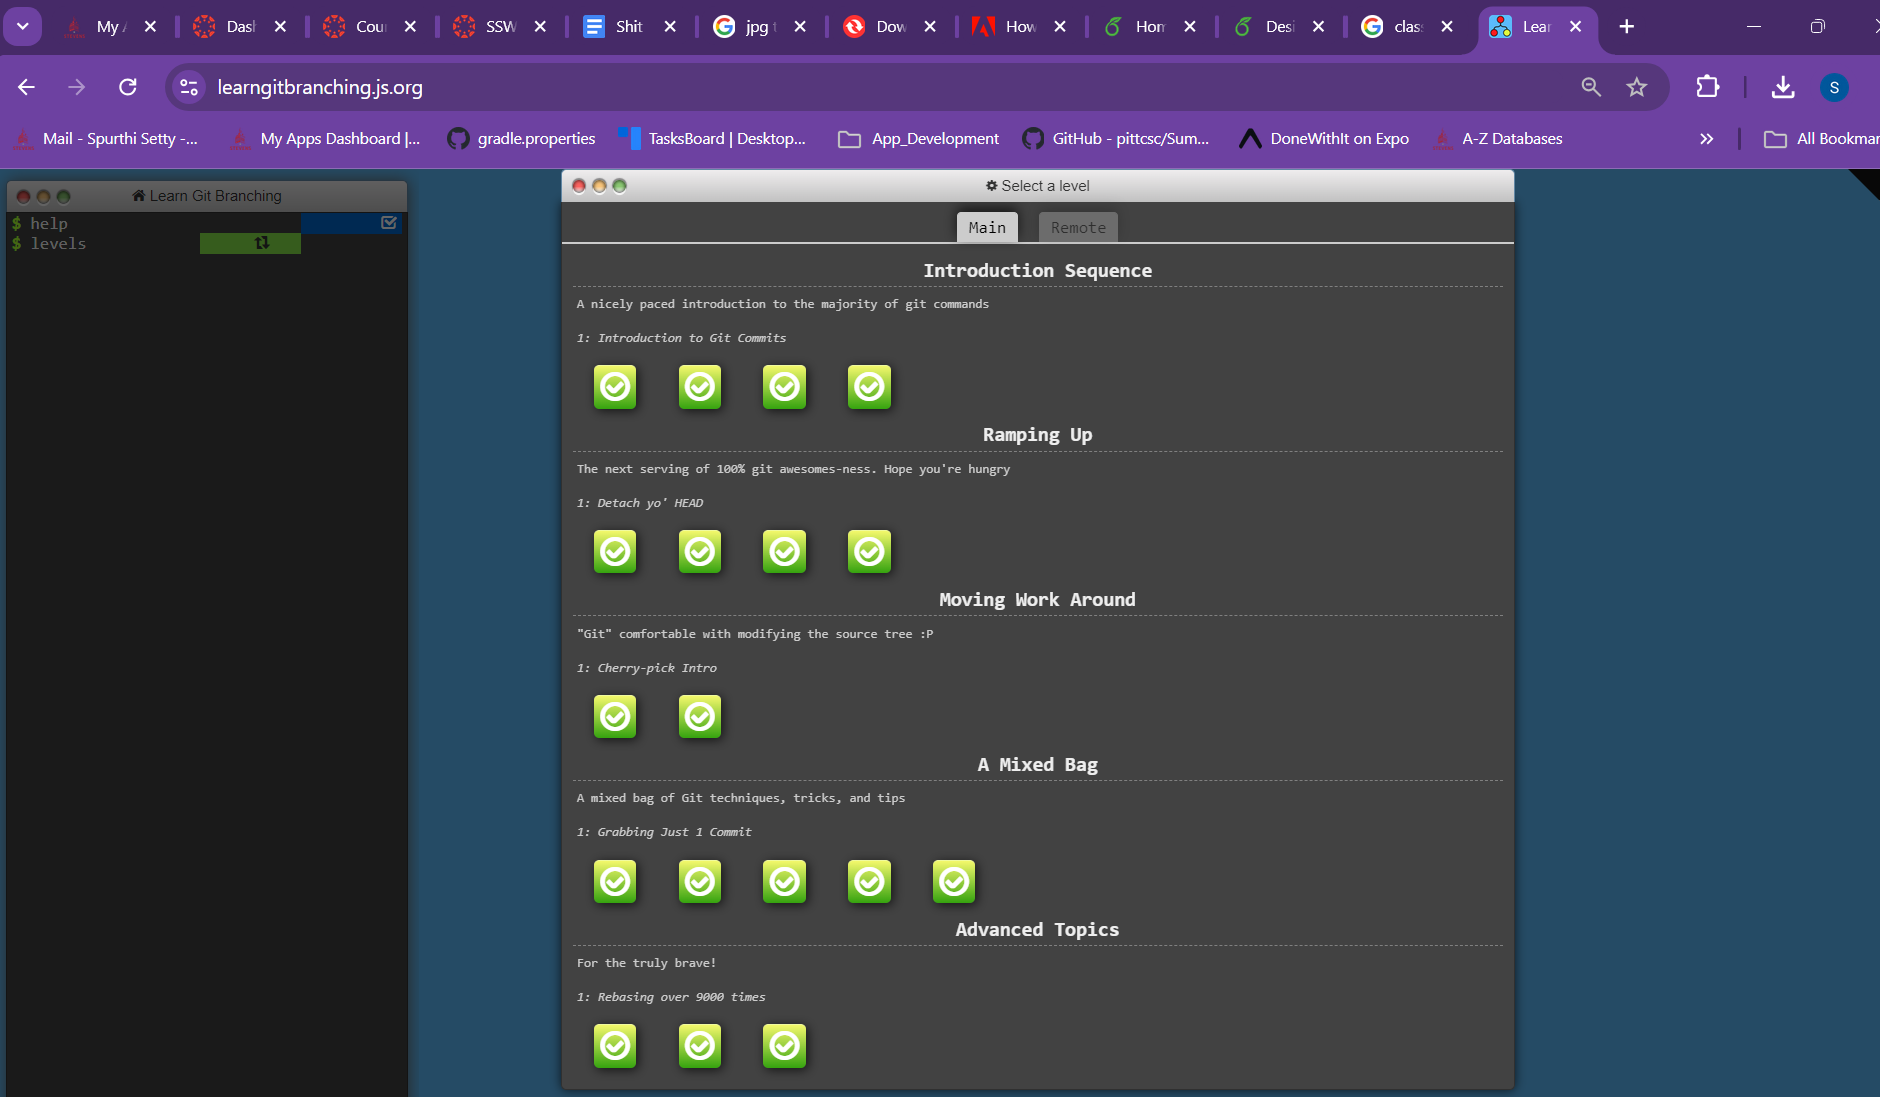 My A
Dash
Cou
SSW
Shit
jpg t
Dow
How
Hom
Desi
clas
Lear
learngitbranching.js.org
S
Mail - Spurthi Setty -...
My Apps Dashboard |...
gradle.properties
TasksBoard | Desktop...
App_Development
GitHub - pittcsc/Sum...
DoneWithIt on Expo
A-Z Databases
All Bookmar
Learn Git Branching
$ help
$ levels
Select a level
Main Remote
Introduction Sequence
A nicely paced introduction to the majority of git commands
1: Introduction to Git Commits
Ramping Up
The next serving of 100% git awesomes-ness. Hope you're hungry
1: Detach yo' HEAD
Moving Work Around
"Git" comfortable with modifying the source tree :P
1: Cherry-pick Intro
A Mixed Bag
A mixed bag of Git techniques, tricks, and tips
1: Grabbing Just 1 Commit
Advanced Topics
For the truly brave!
1: Rebasing over 9000 times